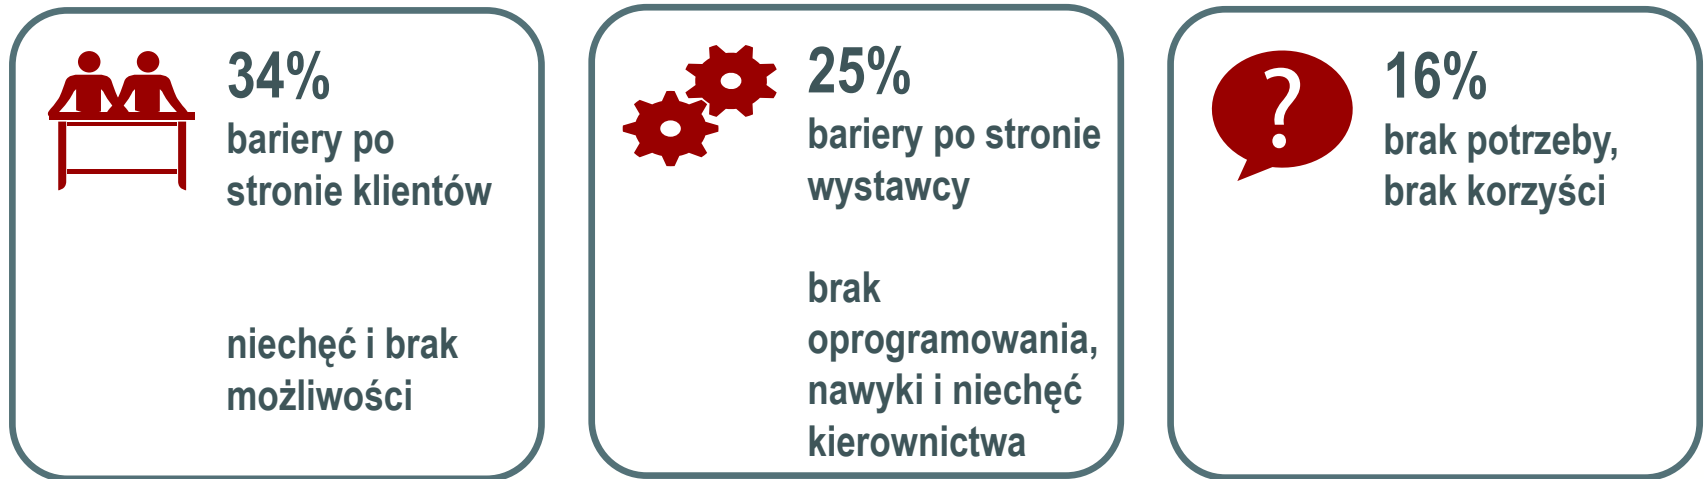 34%
bariery po
stronie klientów
niechęć i brak
możliwości
25%
bariery po stronie
wystawcy
brak
oprogramowania,
nawyki i niechęć
kierownictwa
?
16%
brak potrzeby,
brak korzyści